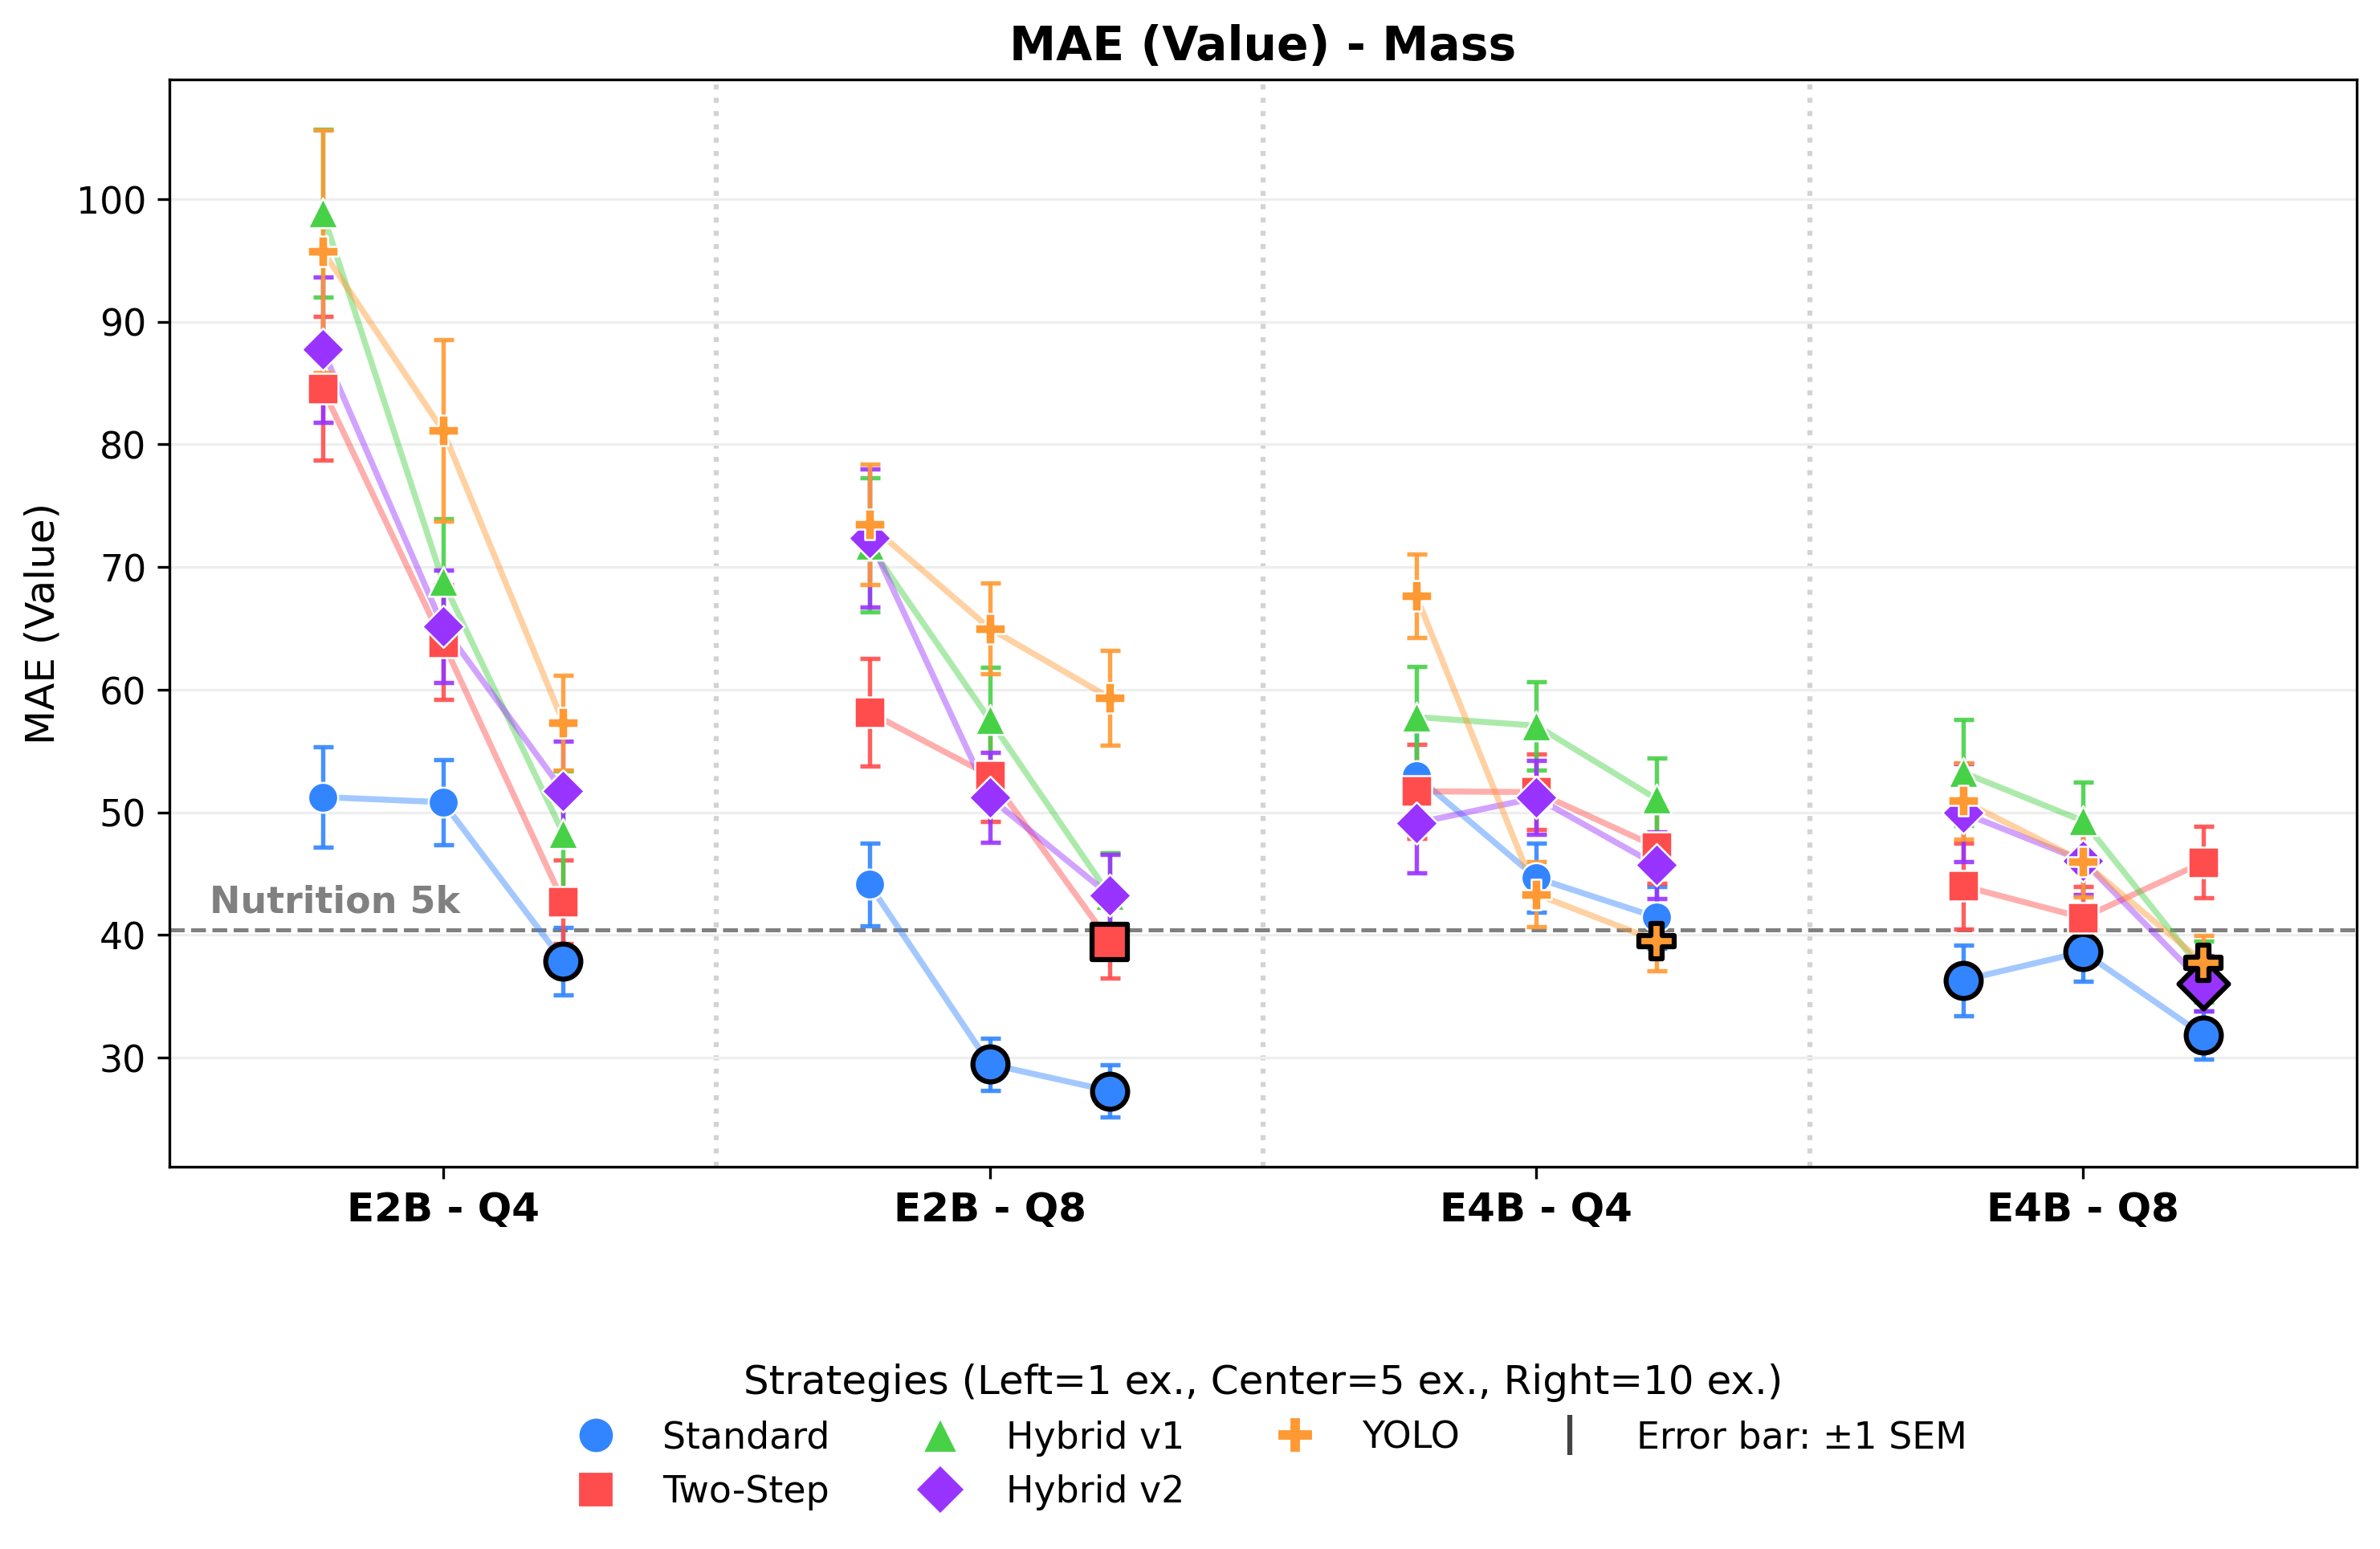 MAE (Value) - Mass
MAE (Value)
100
90
80
70
60
50
40
30
Nutrition 5k
E2B - Q4
E2B - Q8
E4B - Q4
E4B - Q8
Strategies (Left=1 ex., Center=5 ex., Right=10 ex.)
Standard
Hybrid v1
YOLO
Error bar: ±1 SEM
Two-Step
Hybrid v2